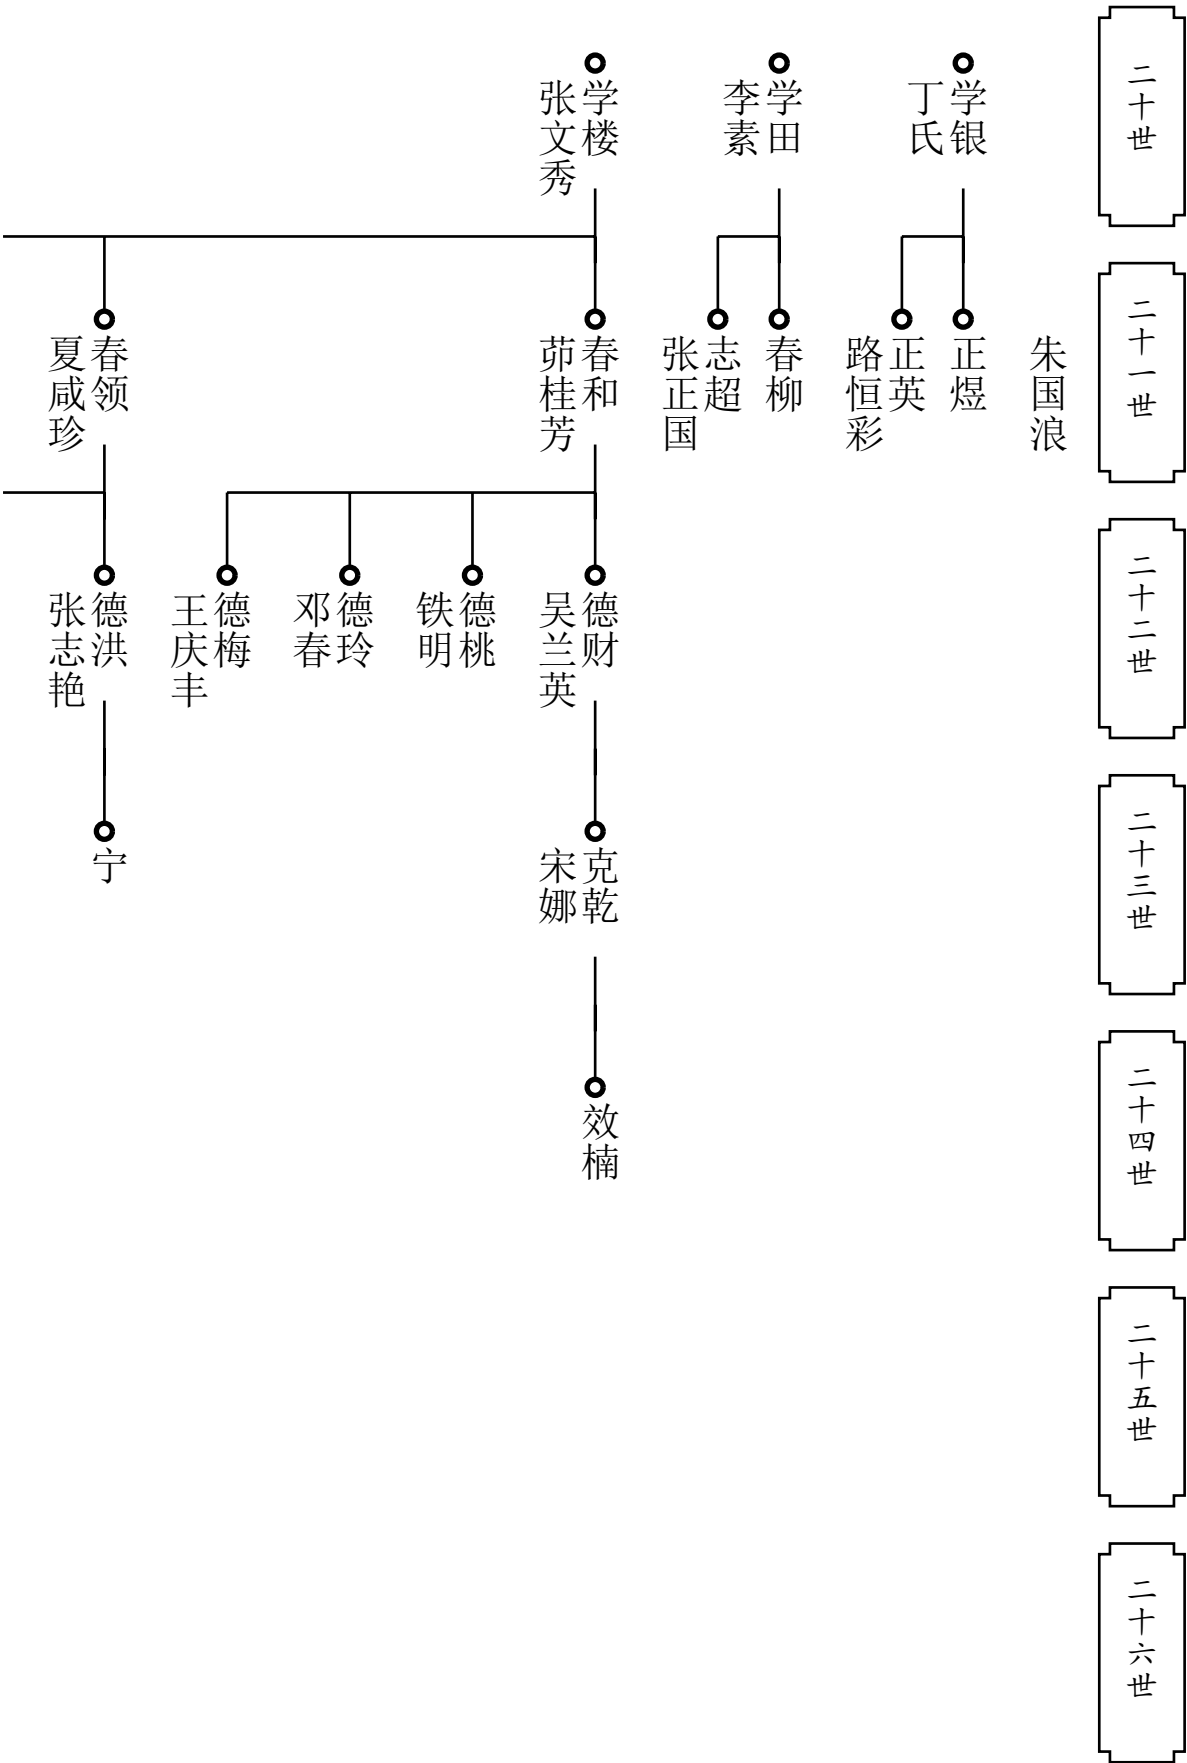 二十世
学银
丁氏
学田
李素
学楼
张文秀
二十一世
朱国浪
正煜
正英
路恒彩
春柳
志超
张正国
春和
茆桂芳
春领
夏咸珍
二十二世
德财
吴兰英
德桃
铁明
德玲
邓春
德梅
王庆丰
德洪
张志艳
二十三世
克乾
宋娜
宁
二十四世
效楠
二十五世
二十六世